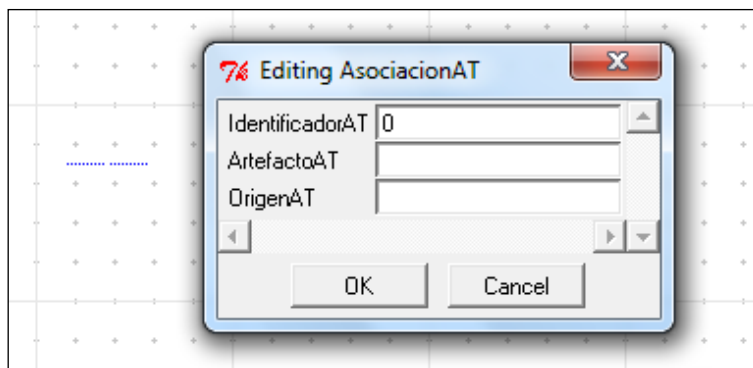 Editing AsociacionAT
IdentificadorAT 0
ArtefactoAT
OrigenAT
OK Cancel